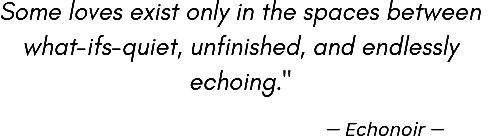 Some loves exist only in the spaces between
what-ifs-quiet, unfinished, and endlessly
echoing."
— Echonoir —